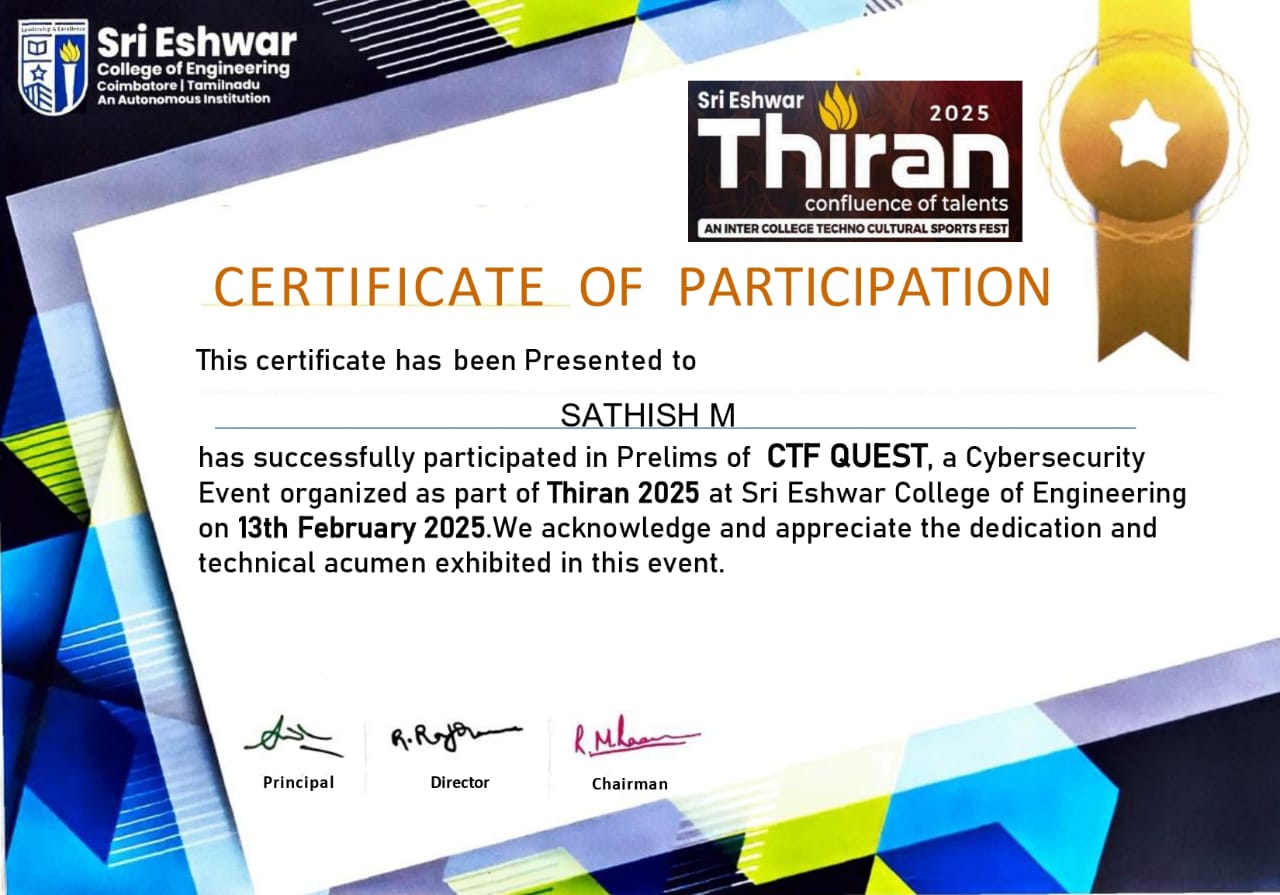 Leadership & Excellence
Sri Eshwar
College of Engineering
Coimbatore | Tamilnadu
An Autonomous Institution
Sri Eshwar
2025
Thiran
confluence of talents
AN INTER COLLEGE TECHNO CULTURAL SPORTS FEST
CERTIFICATE OF PARTICIPATION
This certificate has been Presented to
SATHISH M
has successfully participated in Prelims of CTF QUEST, a Cybersecurity
Event organized as part of Thiran 2025 at Sri Eshwar College of Engineering
on 13th February 2025.We acknowledge and appreciate the dedication and
technical acumen exhibited in this event.
Principal
Director
Chairman